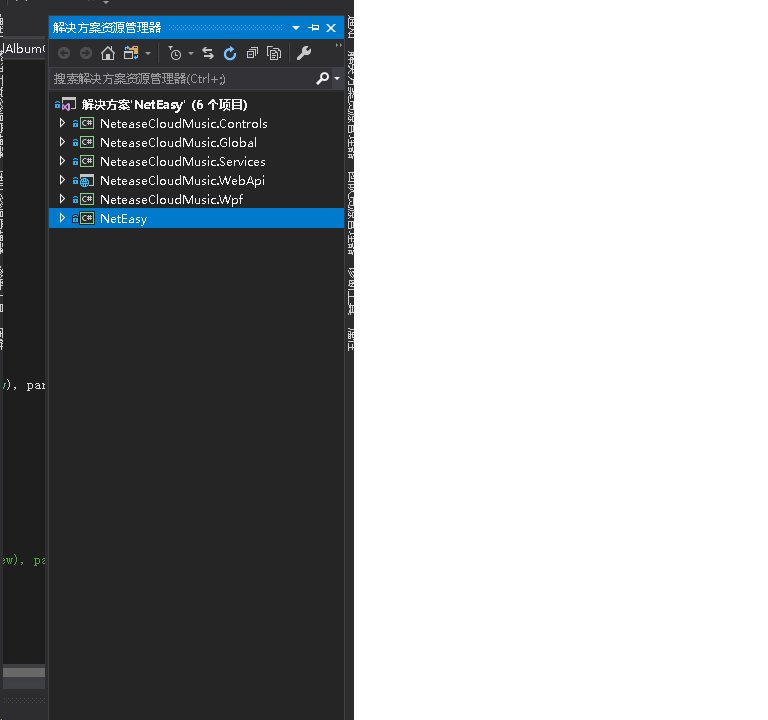 解决方案资源管理器
搜索解决方案资源管理器(Ctrl+;)
解决方案'NetEasy' (6 个项目)
NeteaseCloudMusic.Controls
NeteaseCloudMusic.Global
NeteaseCloudMusic.Services
NeteaseCloudMusic.WebApi
NeteaseCloudMusic.Wpf
NetEasy
lAlbum
), par
ew), pa